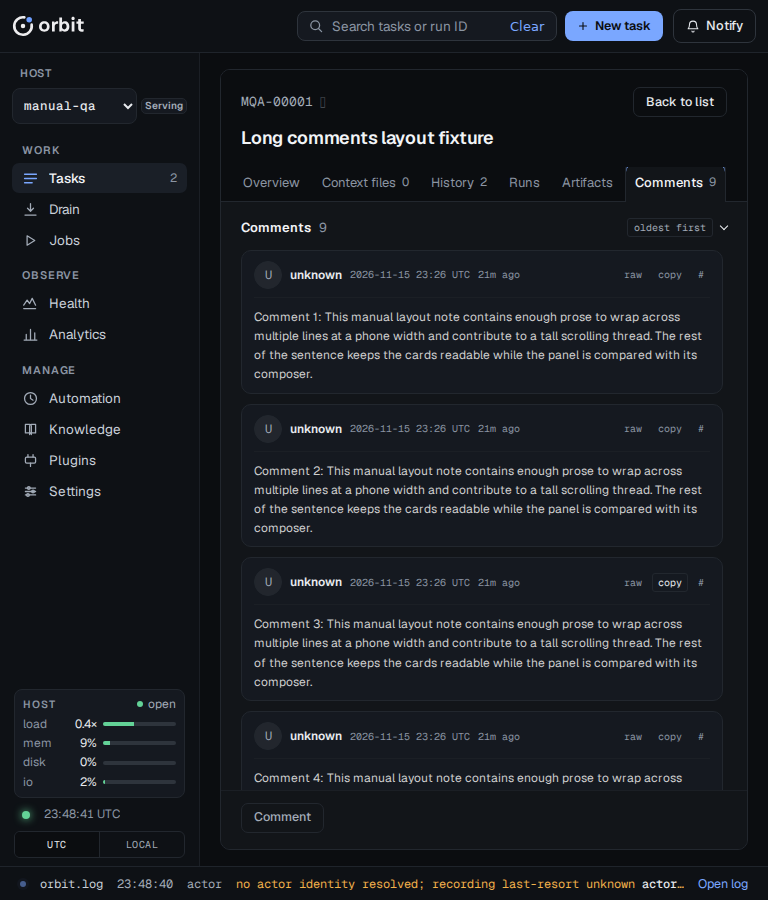 orbit
Search tasks or run ID Clear
+ New task
Notify
HOST
manual-qa Serving
WORK
Tasks 2
Drain
Jobs
OBSERVE
Health
Analytics
MANAGE
Automation
Knowledge
Plugins
Settings
HOST open
load 0.4×
mem 9%
disk 0%
io 2%
23:48:41 UTC
UTC LOCAL
MQA-00001
Back to list
Long comments layout fixture
Overview Context files 0 History 2 Runs Artifacts Comments 9
Comments 9 oldest first
U unknown 2026-11-15 23:26 UTC 21m ago raw copy #
Comment 1: This manual layout note contains enough prose to wrap across
multiple lines at a phone width and contribute to a tall scrolling thread. The rest
of the sentence keeps the cards readable while the panel is compared with its
composer.
U unknown 2026-11-15 23:26 UTC 21m ago raw copy #
Comment 2: This manual layout note contains enough prose to wrap across
multiple lines at a phone width and contribute to a tall scrolling thread. The rest
of the sentence keeps the cards readable while the panel is compared with its
composer.
U unknown 2026-11-15 23:26 UTC 21m ago raw copy #
Comment 3: This manual layout note contains enough prose to wrap across
multiple lines at a phone width and contribute to a tall scrolling thread. The rest
of the sentence keeps the cards readable while the panel is compared with its
composer.
U unknown 2026-11-15 23:26 UTC 21m ago raw copy #
Comment 4: This manual layout note contains enough prose to wrap across
Comment
orbit.log 23:48:40 actor no actor identity resolved; recording last-resort unknown actor… Open log